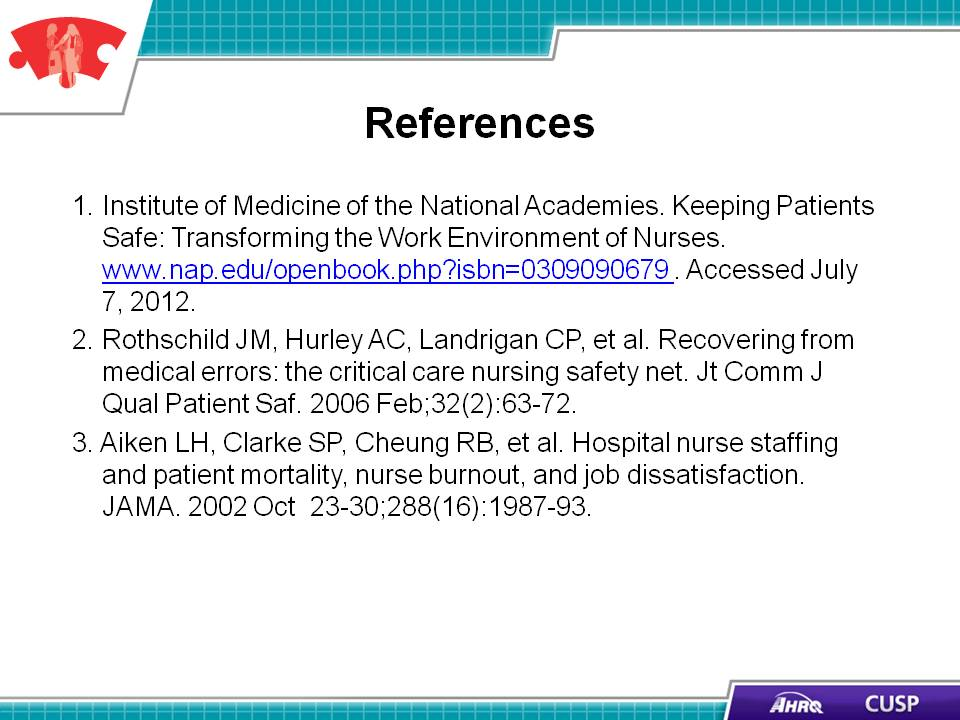 References
1. Institute of Medicine of the National Academies. Keeping Patients
Safe: Transforming the Work Environment of Nurses.
www.nap.edu/openbook.php?isbn=0309090679 . Accessed July
7, 2012.
2. Rothschild JM, Hurley AC, Landrigan CP, et al. Recovering from
medical errors: the critical care nursing safety net. Jt Comm J
Qual Patient Saf. 2006 Feb;32(2):63-72.
3. Aiken LH, Clarke SP, Cheung RB, et al. Hospital nurse staffing
and patient mortality, nurse burnout, and job dissatisfaction.
JAMA. 2002 Oct  23-30;288(16):1987-93.
AHRQ CUSP